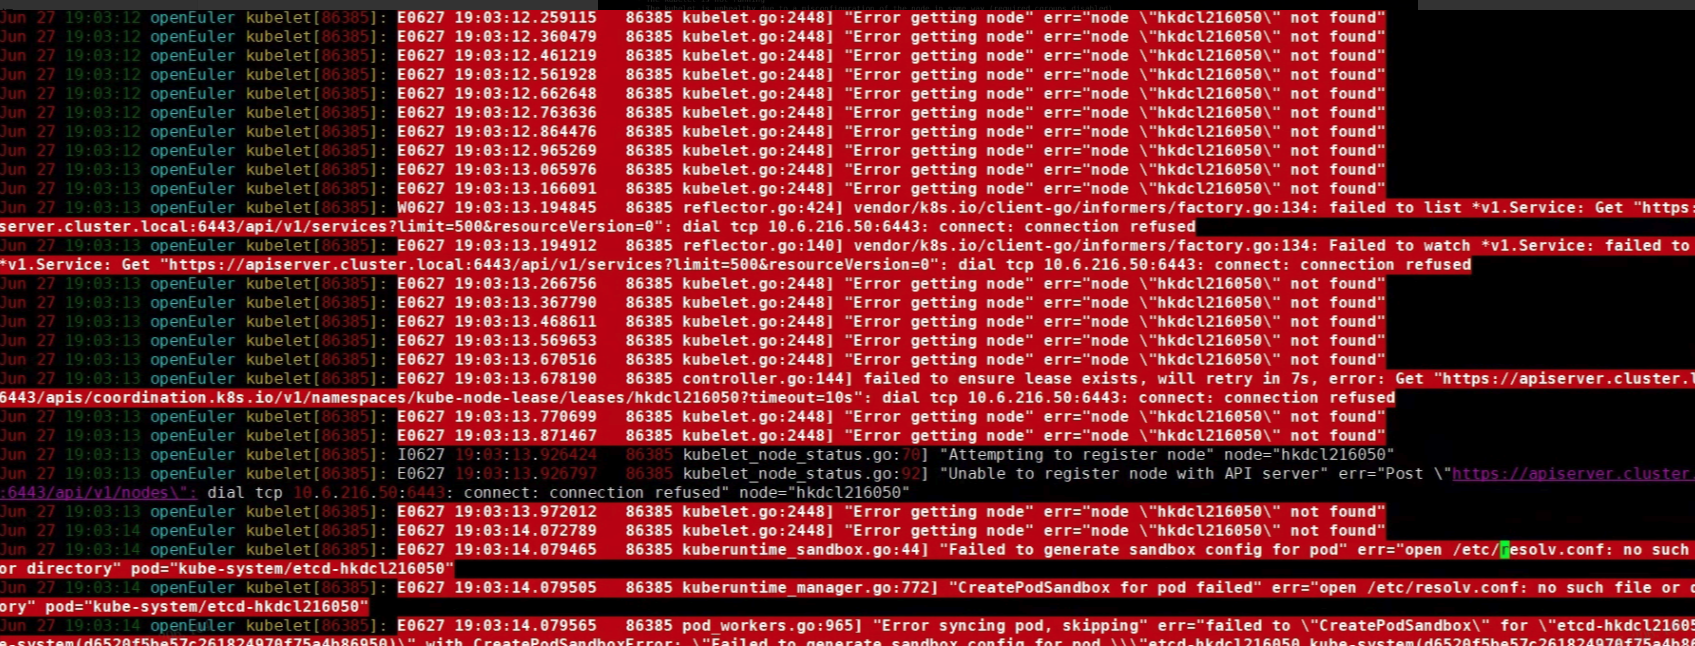 Jun 27 19:03:12 openEuler kubelet[86385]: E0627 19:03:12.259115   86385 kubelet.go:2448] "Error getting node" err="node \"hkdcl216050\" not found"
Jun 27 19:03:12 openEuler kubelet[86385]: E0627 19:03:12.360479   86385 kubelet.go:2448] "Error getting node" err="node \"hkdcl216050\" not found"
Jun 27 19:03:12 openEuler kubelet[86385]: E0627 19:03:12.461219   86385 kubelet.go:2448] "Error getting node" err="node \"hkdcl216050\" not found"
Jun 27 19:03:12 openEuler kubelet[86385]: E0627 19:03:12.561928   86385 kubelet.go:2448] "Error getting node" err="node \"hkdcl216050\" not found"
Jun 27 19:03:12 openEuler kubelet[86385]: E0627 19:03:12.662648   86385 kubelet.go:2448] "Error getting node" err="node \"hkdcl216050\" not found"
Jun 27 19:03:12 openEuler kubelet[86385]: E0627 19:03:12.763636   86385 kubelet.go:2448] "Error getting node" err="node \"hkdcl216050\" not found"
Jun 27 19:03:12 openEuler kubelet[86385]: E0627 19:03:12.864476   86385 kubelet.go:2448] "Error getting node" err="node \"hkdcl216050\" not found"
Jun 27 19:03:12 openEuler kubelet[86385]: E0627 19:03:12.965269   86385 kubelet.go:2448] "Error getting node" err="node \"hkdcl216050\" not found"
Jun 27 19:03:13 openEuler kubelet[86385]: E0627 19:03:13.065976   86385 kubelet.go:2448] "Error getting node" err="node \"hkdcl216050\" not found"
Jun 27 19:03:13 openEuler kubelet[86385]: E0627 19:03:13.166091   86385 kubelet.go:2448] "Error getting node" err="node \"hkdcl216050\" not found"
Jun 27 19:03:13 openEuler kubelet[86385]: W0627 19:03:13.194845   86385 reflector.go:424] vendor/k8s.io/client-go/informers/factory.go:134: failed to list *v1.Service: Get "https:
server.cluster.local:6443/api/v1/services?limit=500&resourceVersion=0": dial tcp 10.6.216.50:6443: connect: connection refused
Jun 27 19:03:13 openEuler kubelet[86385]: E0627 19:03:13.194912   86385 reflector.go:140] vendor/k8s.io/client-go/informers/factory.go:134: Failed to watch *v1.Service: failed to
*v1.Service: Get "https://apiserver.cluster.local:6443/api/v1/services?limit=500&resourceVersion=0": dial tcp 10.6.216.50:6443: connect: connection refused
Jun 27 19:03:13 openEuler kubelet[86385]: E0627 19:03:13.266756   86385 kubelet.go:2448] "Error getting node" err="node \"hkdcl216050\" not found"
Jun 27 19:03:13 openEuler kubelet[86385]: E0627 19:03:13.367790   86385 kubelet.go:2448] "Error getting node" err="node \"hkdcl216050\" not found"
Jun 27 19:03:13 openEuler kubelet[86385]: E0627 19:03:13.468611   86385 kubelet.go:2448] "Error getting node" err="node \"hkdcl216050\" not found"
Jun 27 19:03:13 openEuler kubelet[86385]: E0627 19:03:13.569653   86385 kubelet.go:2448] "Error getting node" err="node \"hkdcl216050\" not found"
Jun 27 19:03:13 openEuler kubelet[86385]: E0627 19:03:13.670516   86385 kubelet.go:2448] "Error getting node" err="node \"hkdcl216050\" not found"
Jun 27 19:03:13 openEuler kubelet[86385]: E0627 19:03:13.678190   86385 controller.go:144] failed to ensure lease exists, will retry in 7s, error: Get "https://apiserver.cluster.l
6443/apis/coordination.k8s.io/v1/namespaces/kube-node-lease/leases/hkdcl216050?timeout=10s": dial tcp 10.6.216.50:6443: connect: connection refused
Jun 27 19:03:13 openEuler kubelet[86385]: E0627 19:03:13.770699   86385 kubelet.go:2448] "Error getting node" err="node \"hkdcl216050\" not found"
Jun 27 19:03:13 openEuler kubelet[86385]: E0627 19:03:13.871467   86385 kubelet.go:2448] "Error getting node" err="node \"hkdcl216050\" not found"
Jun 27 19:03:13 openEuler kubelet[86385]: I0627 19:03:13.926424   86385 kubelet_node_status.go:70] "Attempting to register node" node="hkdcl216050"
Jun 27 19:03:13 openEuler kubelet[86385]: E0627 19:03:13.926797   86385 kubelet_node_status.go:92] "Unable to register node with API server" err="Post \"https://apiserver.cluster.
:6443/api/v1/nodes\": dial tcp 10.6.216.50:6443: connect: connection refused" node="hkdcl216050"
Jun 27 19:03:13 openEuler kubelet[86385]: E0627 19:03:13.972012   86385 kubelet.go:2448] "Error getting node" err="node \"hkdcl216050\" not found"
Jun 27 19:03:14 openEuler kubelet[86385]: E0627 19:03:14.072789   86385 kubelet.go:2448] "Error getting node" err="node \"hkdcl216050\" not found"
Jun 27 19:03:14 openEuler kubelet[86385]: E0627 19:03:14.079465   86385 kuberuntime_sandbox.go:44] "Failed to generate sandbox config for pod" err="open /etc/resolv.conf: no such
or directory" pod="kube-system/etcd-hkdcl216050"
Jun 27 19:03:14 openEuler kubelet[86385]: E0627 19:03:14.079505   86385 kuberuntime_manager.go:772] "CreatePodSandbox for pod failed" err="open /etc/resolv.conf: no such file or d
ory" pod="kube-system/etcd-hkdcl216050"
Jun 27 19:03:14 openEuler kubelet[86385]: E0627 19:03:14.079565   86385 pod_workers.go:965] "Error syncing pod, skipping" err="failed to \"CreatePodSandbox\" for \"etcd-hkdcl21605
e-system(d6520f5be57c261824970f75a4b86950)\" with CreatePodSandboxError: \"Failed to generate sandbox config for pod \\\"etcd-hkdcl216050_kube-system(d6520f5be57c261824970f75a4b86